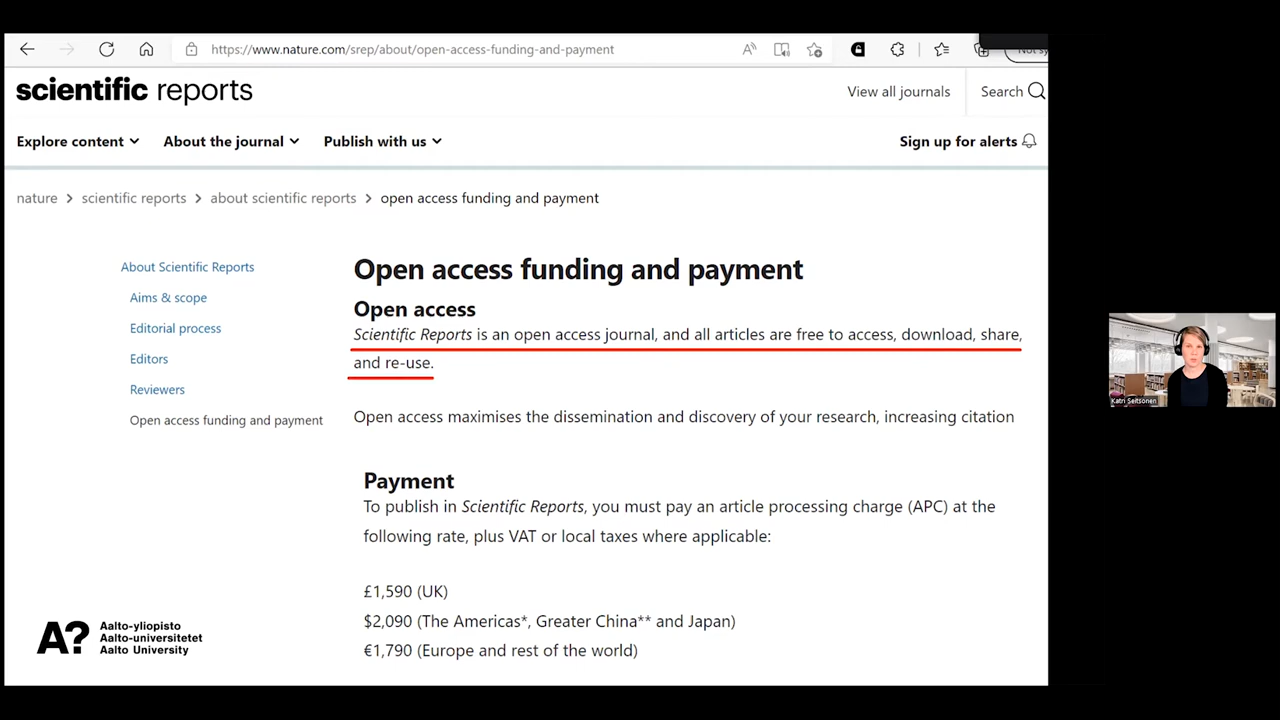 https://www.nature.com/srep/about/open-access-funding-and-payment
scientific reports
View all journals
Search
Explore content
About the journal
Publish with us
Sign up for alerts
nature > scientific reports > about scientific reports > open access funding and payment
About Scientific Reports
Aims & scope
Editorial process
Editors
Reviewers
Open access funding and payment
Open access funding and payment
Open access
Scientific Reports is an open access journal, and all articles are free to access, download, share,
and re-use.
Open access maximises the dissemination and discovery of your research, increasing citation
Payment
To publish in Scientific Reports, you must pay an article processing charge (APC) at the
following rate, plus VAT or local taxes where applicable:
£1,590 (UK)
$2,090 (The Americas*, Greater China** and Japan)
€1,790 (Europe and rest of the world)
A?
Aalto-yliopisto
Aalto-universitetet
Aalto University
Katri Seitsonen